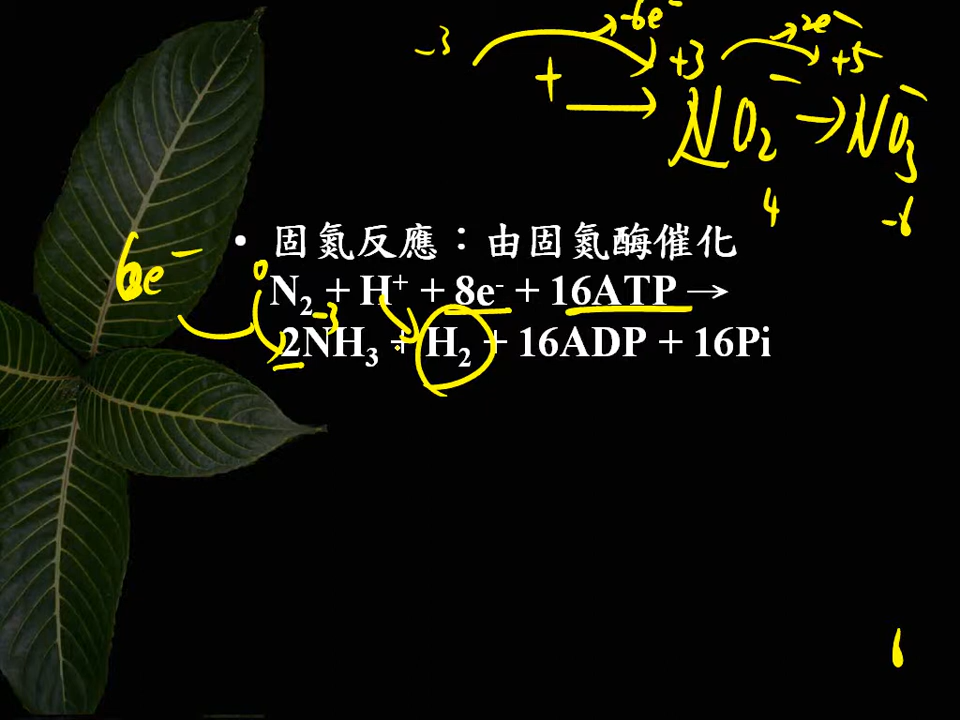 -3 -6e⁻ +3 2e⁻ +5
+ → NO₂⁻ → NO₃⁻
4 -6
• 固氮反應：由固氮酶催化
6e⁻ 0
N₂ + H⁺ + 8e⁻ + 16ATP →
-3
2NH₃ + H₂ + 16ADP + 16Pi